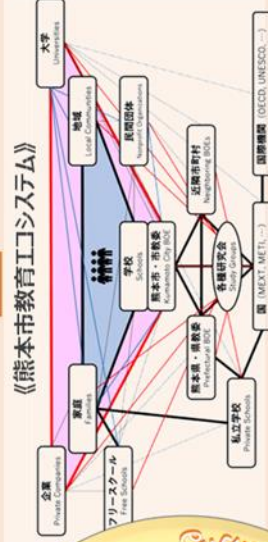 《熊本市教育エコシステム》
企業
Private Companies
大学
Universities
家庭
Families
地域
Local Communities
フリースクール
Free Schools
学校
Schools
民間団体
Nonprofit Organisations
熊本市・市教委
Kumamoto City BOE
熊本県・県教委
Prefectural BOE
近隣市町村
Neighboring BOEs
各種研究会
Study Groups
私立学校
Private Schools
国 (MEXT, METI, …)
国際機関 (OECD, UNESCO, …)